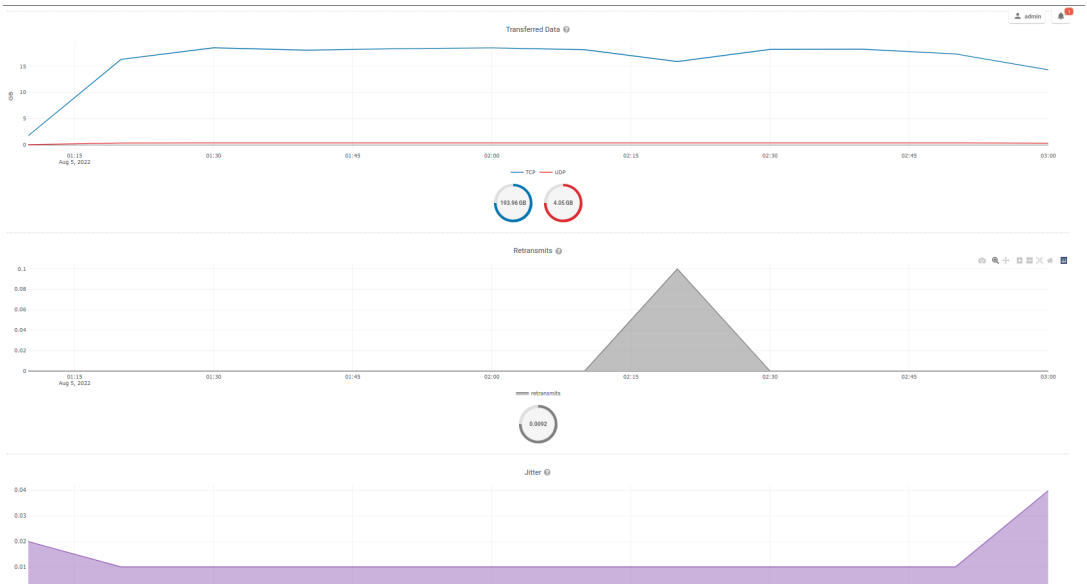 admin
1
Transferred Data
GB
15
10
5
0
01:15 01:30 01:45 02:00 02:15 02:30 02:45 03:00
Aug 5, 2022
TCP UDP
193.96 GB 4.05 GB
Retransmits
0.1
0.08
0.06
0.04
0.02
0
01:15 01:30 01:45 02:00 02:15 02:30 02:45 03:00
Aug 5, 2022
retransmits
0.0092
Jitter
0.04
0.03
0.02
0.01